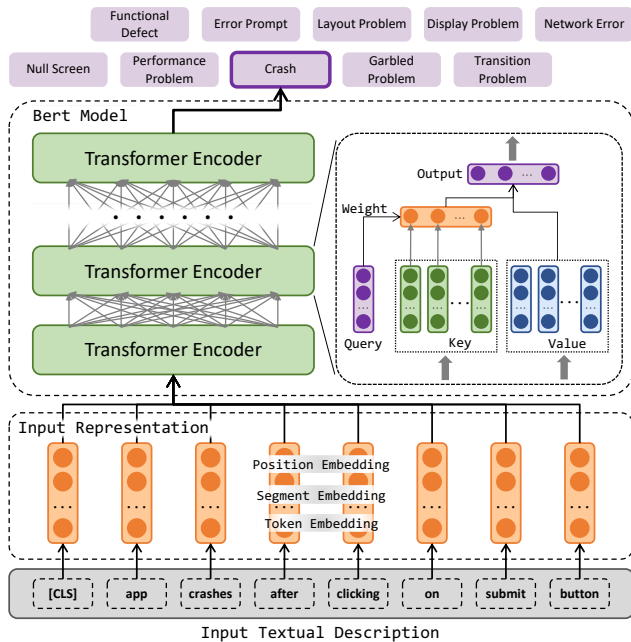 Functional
Defect
Error Prompt
Layout Problem
Display Problem
Network Error
Null Screen
Performance
Problem
Crash
Garbled
Problem
Transition
Problem
Bert Model
Transformer Encoder
Transformer Encoder
Transformer Encoder
Output
Weight
Query
Key
Value
Input Representation
Position Embedding
Segment Embedding
Token Embedding
[CLS]
app
crashes
after
clicking
on
submit
button
Input Textual Description